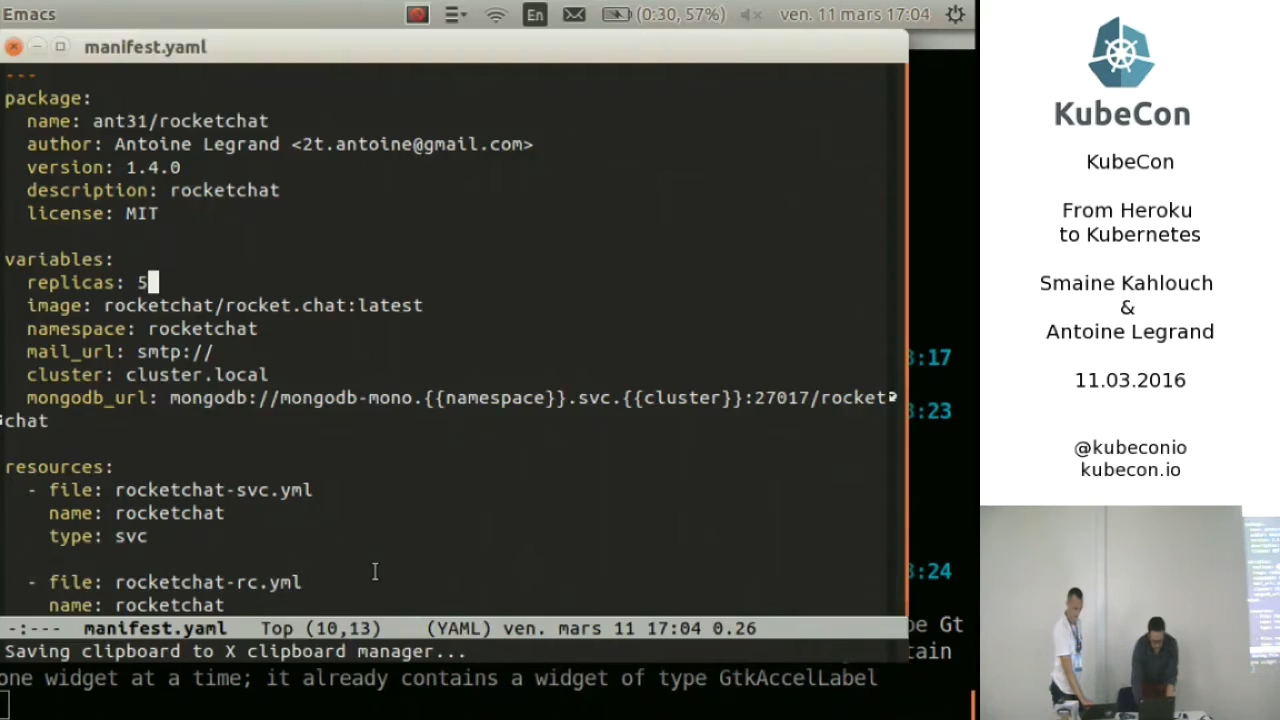 Emacs
En
(0:30, 57%)
ven. 11 mars 17:04
manifest.yaml
---
package:
name: ant31/rocketchat
author: Antoine Legrand <2t.antoine@gmail.com>
version: 1.4.0
description: rocketchat
license: MIT
variables:
replicas: 5
image: rocketchat/rocket.chat:latest
namespace: rocketchat
mail_url: smtp://
cluster: cluster.local
mongodb_url: mongodb://mongodb-mono.{{namespace}}.svc.{{cluster}}:27017/rocket
chat
resources:
- file: rocketchat-svc.yml
name: rocketchat
type: svc
- file: rocketchat-rc.yml
name: rocketchat
-:--- manifest.yaml Top (10,13) (YAML) ven. mars 11 17:04 0.26
Saving clipboard to X clipboard manager...
:17
:23
:24
Gt
tain
one widget at a time; it already contains a widget of type GtkAccelLabel
KubeCon
KubeCon
From Heroku
to Kubernetes
Smaine Kahlouch
&
Antoine Legrand
11.03.2016
@kubeconio
kubecon.io